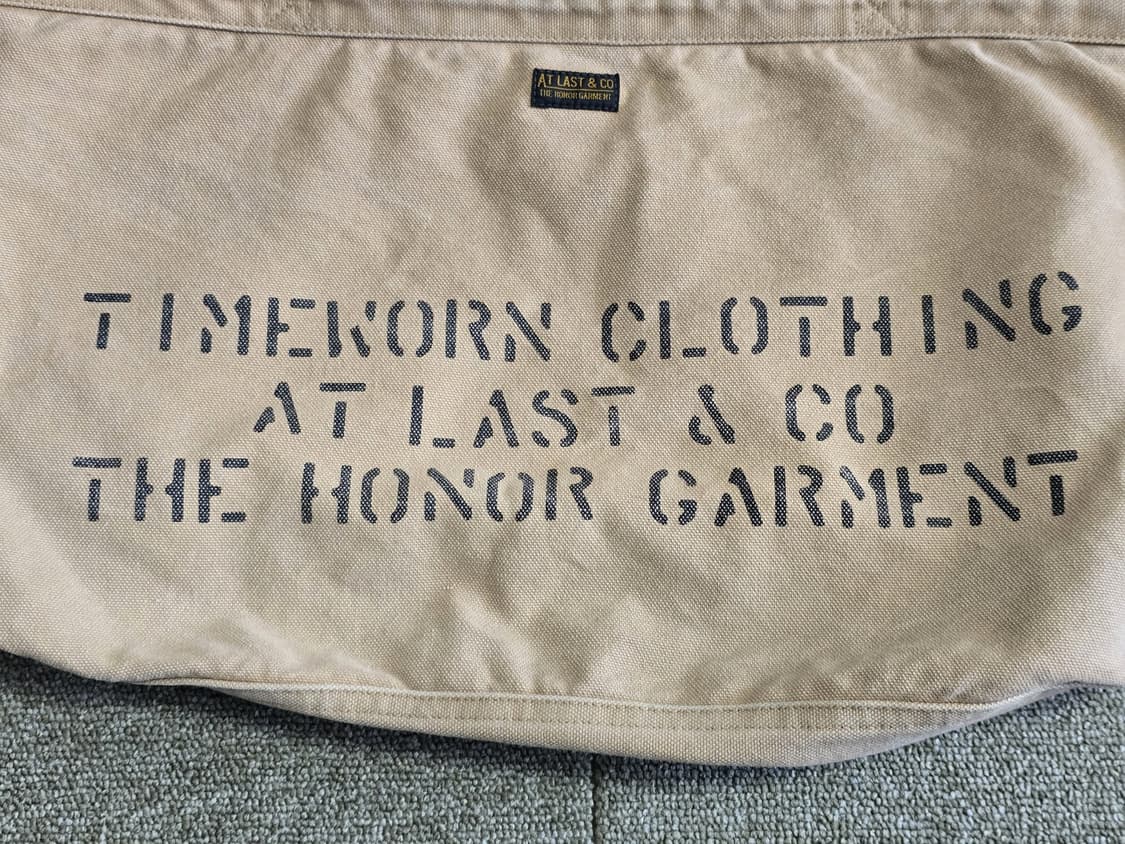 AT LAST & CO
THE HONOR GARMENT
TIMEWORN CLOTHING
AT LAST & CO
THE HONOR GARMENT